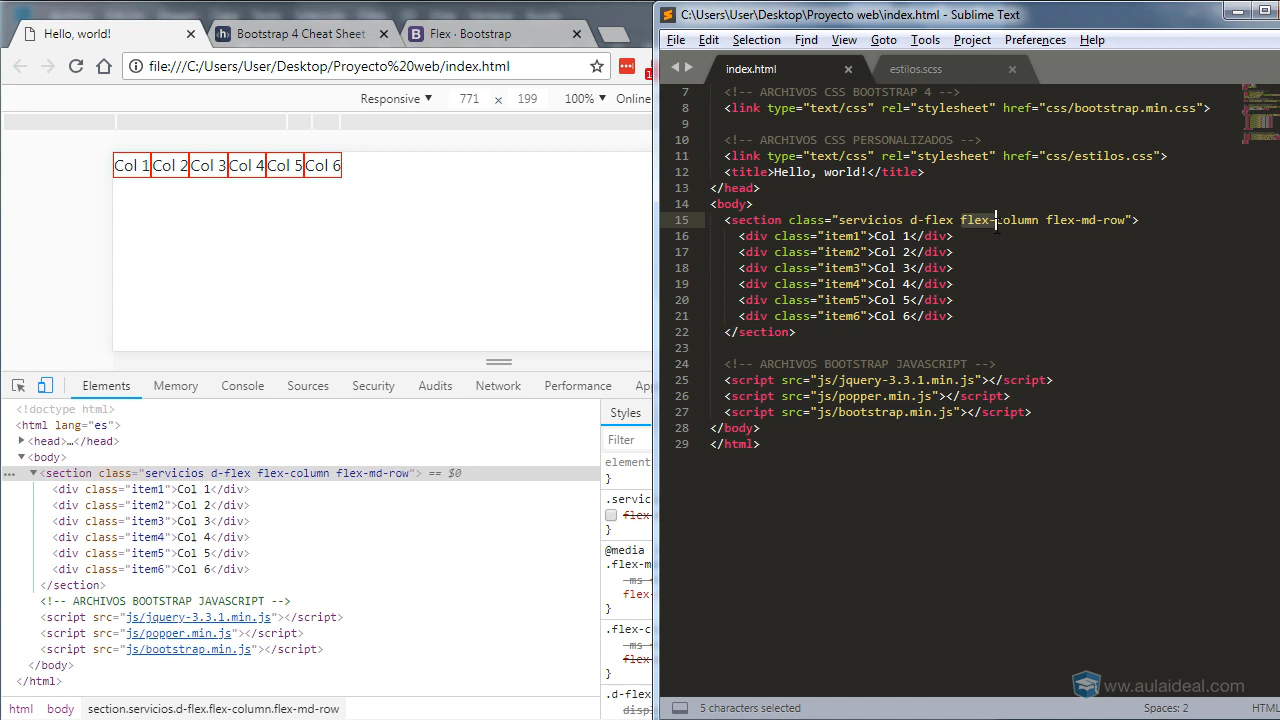 Hello, world!
Bootstrap 4 Cheat Sheet
Flex · Bootstrap
file:///C:/Users/User/Desktop/Proyecto%20web/index.html
Responsive
771
×
199
100%
Online
Col 1
Col 2
Col 3
Col 4
Col 5
Col 6
Elements
Memory
Console
Sources
Security
Audits
Network
Performance
Ap
<!doctype html>
<html lang="es">
<head>…</head>
<body>
<section class="servicios d-flex flex-column flex-md-row"> == $0
<div class="item1">Col 1</div>
<div class="item2">Col 2</div>
<div class="item3">Col 3</div>
<div class="item4">Col 4</div>
<div class="item5">Col 5</div>
<div class="item6">Col 6</div>
</section>
<!-- ARCHIVOS BOOTSTRAP JAVASCRIPT -->
<script src="js/jquery-3.3.1.min.js"></script>
<script src="js/popper.min.js"></script>
<script src="js/bootstrap.min.js"></script>
</body>
</html>
html
body
section.servicios.d-flex.flex-column.flex-md-row
Styles
Filter
element
}
.servic
flex-
}
@media
.flex-m
-ms-
flex-
}
.flex-c
-ms-
flex-
}
.d-flex
displa
C:\Users\User\Desktop\Proyecto web\index.html - Sublime Text
File Edit Selection Find View Goto Tools Project Preferences Help
index.html
estilos.scss
7 <!-- ARCHIVOS CSS BOOTSTRAP 4 -->
8 <link type="text/css" rel="stylesheet" href="css/bootstrap.min.css">
9
10 <!-- ARCHIVOS CSS PERSONALIZADOS -->
11 <link type="text/css" rel="stylesheet" href="css/estilos.css">
12 <title>Hello, world!</title>
13 </head>
14 <body>
15 <section class="servicios d-flex flex-column flex-md-row">
16 <div class="item1">Col 1</div>
17 <div class="item2">Col 2</div>
18 <div class="item3">Col 3</div>
19 <div class="item4">Col 4</div>
20 <div class="item5">Col 5</div>
21 <div class="item6">Col 6</div>
22 </section>
23
24 <!-- ARCHIVOS BOOTSTRAP JAVASCRIPT -->
25 <script src="js/jquery-3.3.1.min.js"></script>
26 <script src="js/popper.min.js"></script>
27 <script src="js/bootstrap.min.js"></script>
28 </body>
29 </html>
www.aulaideal.com
5 characters selected
Spaces: 2
HTML